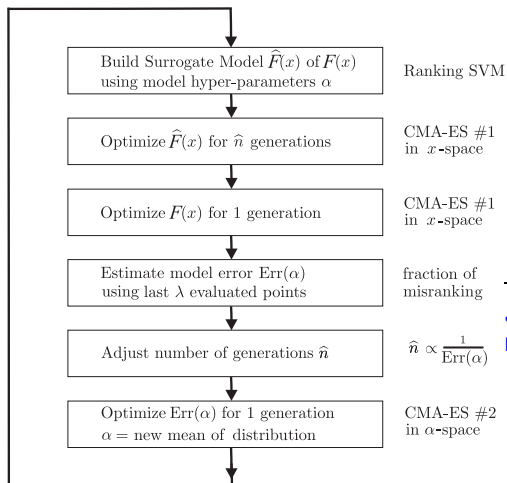 Build Surrogate Model F̂(x) of F(x)
using model hyper-parameters α
Ranking SVM
Optimize F̂(x) for n̂ generations
CMA-ES #1
in x-space
Optimize F(x) for 1 generation
CMA-ES #1
in x-space
Estimate model error Err(α)
using last λ evaluated points
fraction of
misranking
Adjust number of generations n̂
n̂ ∝ 1/Err(α)
Optimize Err(α) for 1 generation
α = new mean of distribution
CMA-ES #2
in α-space